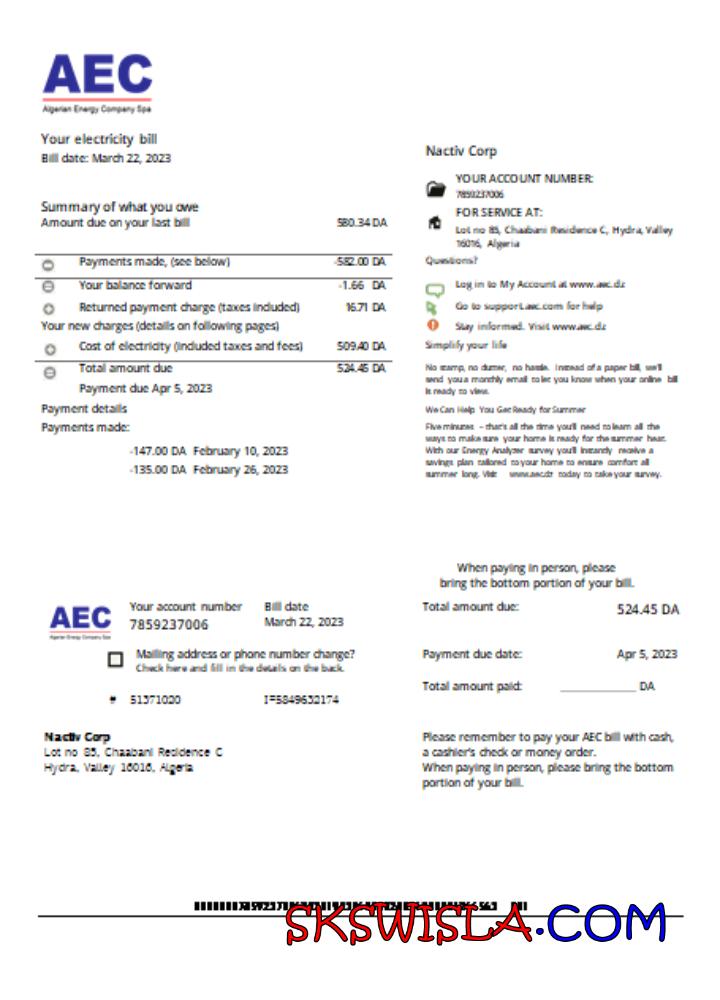 AEC
Algerian Energy Company Spa
Your electricity bill
Bill date: March 22, 2023
Summary of what you owe
Amount due on your last bill 580.34 DA
Payments made, (see below) -582.00 DA
Your balance forward -1.66 DA
Returned payment charge (taxes included) 16.71 DA
Your new charges (details on following pages)
Cost of electricity (included taxes and fees) 509.40 DA
Total amount due 524.45 DA
Payment due Apr 5, 2023
Payment details
Payments made:
-147.00 DA February 10, 2023
-135.00 DA February 26, 2023
Nactiv Corp
YOUR ACCOUNT NUMBER:
7859237006
FOR SERVICE AT:
Lot no 85, Chaabani Residence C, Hydra, Valley
16016, Algeria
Questions?
Log in to My Account at www.aec.dz
Go to support.aec.com for help
Stay informed. Visit www.aec.dz
Simplify your life
No stamp, no clutter, no hassle. Instead of a paper bill, we'll
send you a monthly email to let you know when your online bill
is ready to view.
We Can Help You Get Ready for Summer
Five minutes - that's all the time you'll need to learn all the
ways to make sure your home is ready for the summer heat.
With our Energy Analyzer survey you'll instantly receive a
savings plan tailored to your home to ensure comfort all
summer long. Visit www.aec.dz today to take your survey.
When paying in person, please
bring the bottom portion of your bill.
AEC
Algerian Energy Company Spa
Your account number Bill date
7859237006 March 22, 2023
Mailing address or phone number change?
Check here and fill in the details on the back.
# 51371020 I=5849632174
Nactiv Corp
Lot no 85, Chaabani Residence C
Hydra, Valley 16016, Algeria
Total amount due: 524.45 DA
Payment due date: Apr 5, 2023
Total amount paid: ____________ DA
Please remember to pay your AEC bill with cash,
a cashier's check or money order.
When paying in person, please bring the bottom
portion of your bill.
SKSWISLA.COM